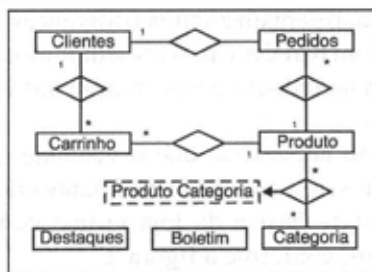 Clientes 1 Pedidos
1 *
* 1
Carrinho * 1 Produto
*
Produto Categoria
*
Destaques Boletim Categoria